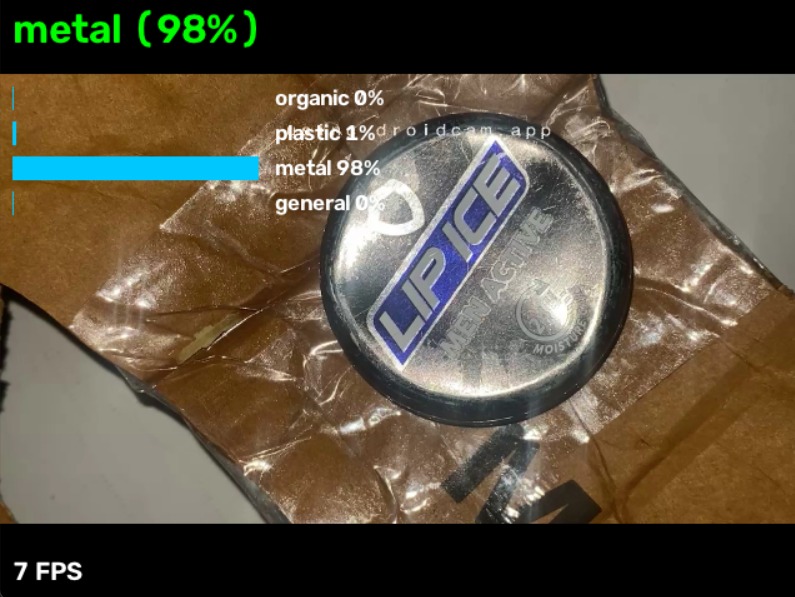 metal (98%)
organic 0%
plastic 1%
droidcam.app
metal 98%
general 0%
LIP ICE
MEN ACTIVE
MOISTURE
M
7 FPS